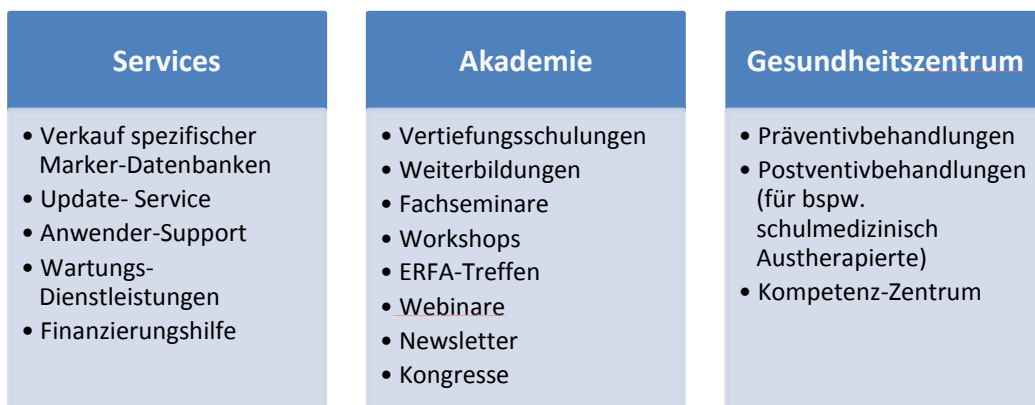 Services
• Verkauf spezifischer
Marker-Datenbanken
• Update- Service
• Anwender-Support
• Wartungs-
Dienstleistungen
• Finanzierungshilfe
Akademie
• Vertiefungsschulungen
• Weiterbildungen
• Fachseminare
• Workshops
• ERFA-Treffen
• Webinare
• Newsletter
• Kongresse
Gesundheitszentrum
• Präventivbehandlungen
• Postventivbehandlungen
(für bspw.
schulmedizinisch
Austherapierte)
• Kompetenz-Zentrum